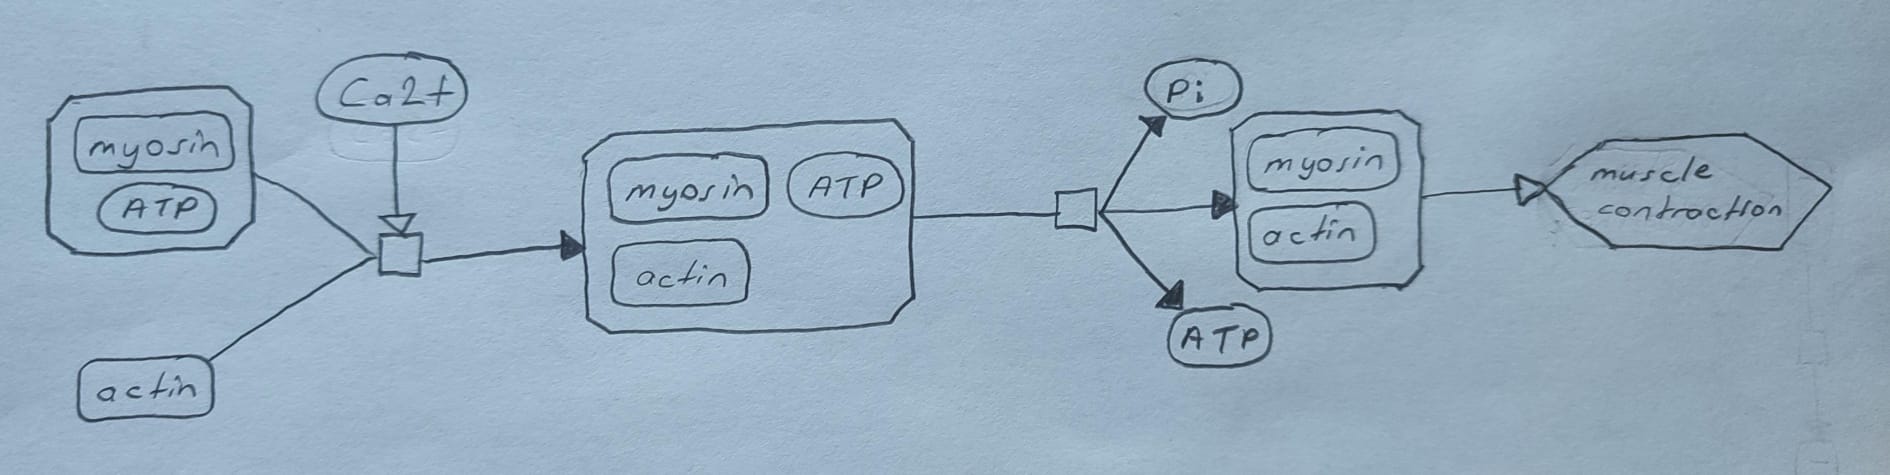 Ca2+
myosin
ATP
actin
myosin
ATP
actin
Pi
myosin
actin
ATP
muscle
contraction